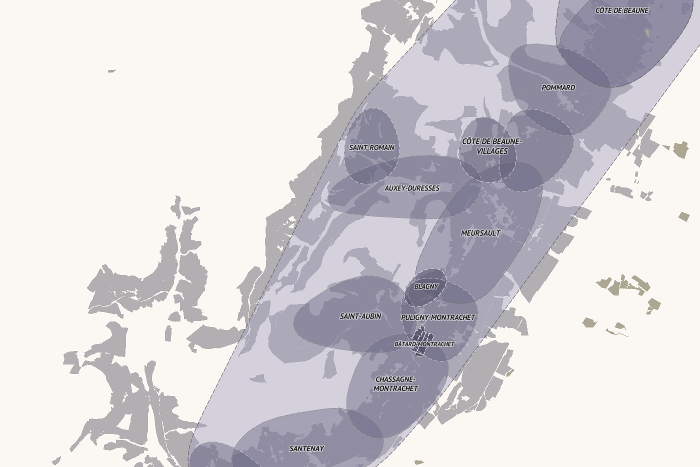 CÔTE DE BEAUNE
POMMARD
SAINT-ROMAIN
CÔTE DE BEAUNE-
VILLAGES
AUXEY-DURESSES
MEURSAULT
BLAGNY
SAINT-AUBIN
PULIGNY-MONTRACHET
BÂTARD-MONTRACHET
CHASSAGNE-
MONTRACHET
SANTENAY